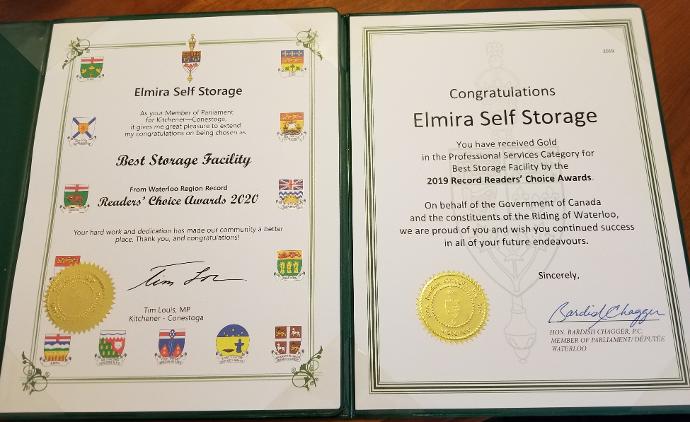 Elmira Self Storage
As your Member of Parliament
for Kitchener—Conestoga,
it gives me great pleasure to extend
my congratulations on being chosen as
Best Storage Facility
From Waterloo Region Record
Readers' Choice Awards 2020
Your hard work and dedication has made our community a better
place. Thank you, and congratulations!
Tim Louis, MP
Kitchener - Conestoga
2019
Congratulations
Elmira Self Storage
You have received Gold
in the Professional Services Category for
Best Storage Facility by the
2019 Record Readers' Choice Awards.
On behalf of the Government of Canada
and the constituents of the Riding of Waterloo,
we are proud of you and wish you continued success
in all of your future endeavours.
Sincerely,
Bardish Chagger
HON. BARDISH CHAGGER, P.C.
MEMBER OF PARLIAMENT/ DÉPUTÉE
WATERLOO